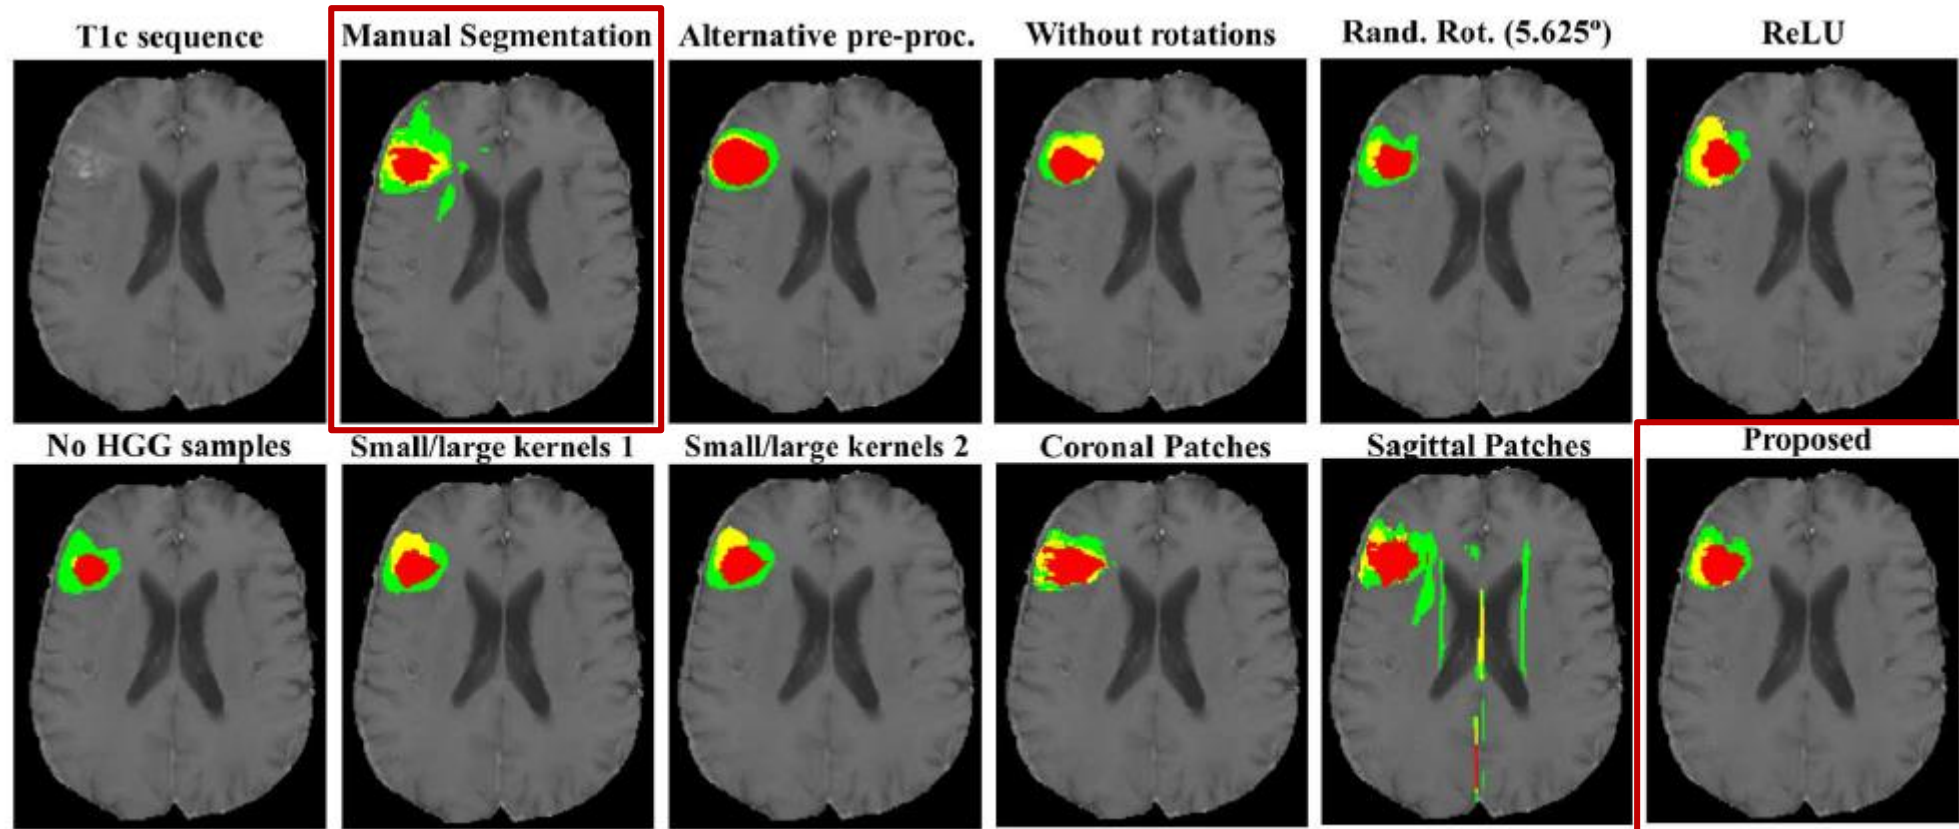 T1c sequence
Manual Segmentation
Alternative pre-proc.
Without rotations
Rand. Rot. (5.625º)
ReLU
No HGG samples
Small/large kernels 1
Small/large kernels 2
Coronal Patches
Sagittal Patches
Proposed